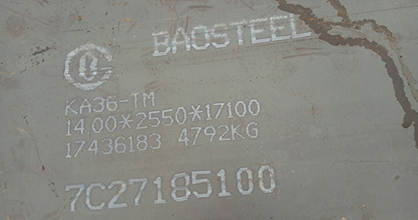 BAOSTEEL
KA36-TM
14.00*2550*17100
17436183 4792KG
7C27185100